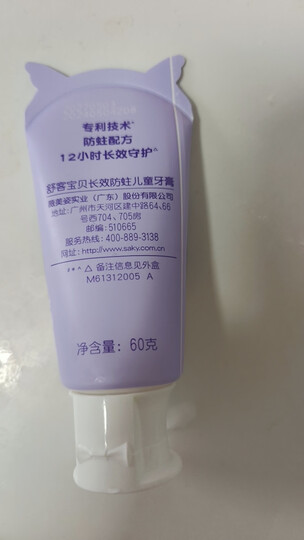 专利技术*
防蛀配方
12小时长效守护^
舒客宝贝长效防蛀儿童牙膏
薇美姿实业（广东）股份有限公司
地址：广州市天河区建中路64、66
号西704、705房
邮编：510665
服务热线：400-889-3138
网址：http://www.saky.com.cn
△ 备注信息见外盒
M61312005 A
净含量：60克